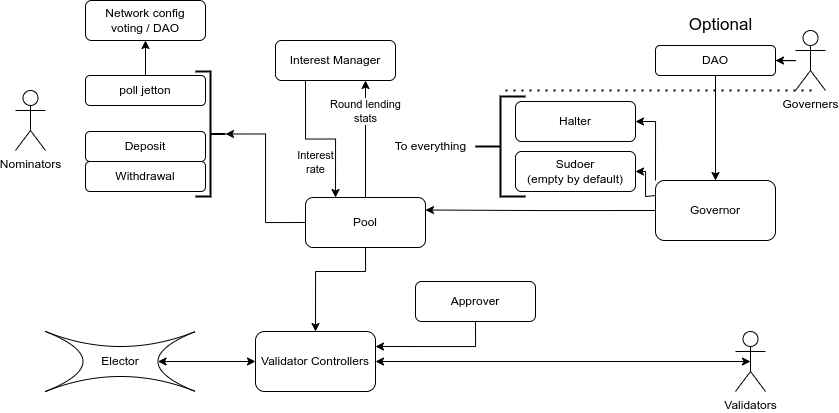 Network config
voting / DAO
Optional
Interest Manager
DAO
poll jetton
Round lending
stats
Governers
Halter
To everything
Deposit
Nominators
Interest
rate
Sudoer
(empty by default)
Withdrawal
Pool
Governor
Approver
Elector
Validator Controllers
Validators